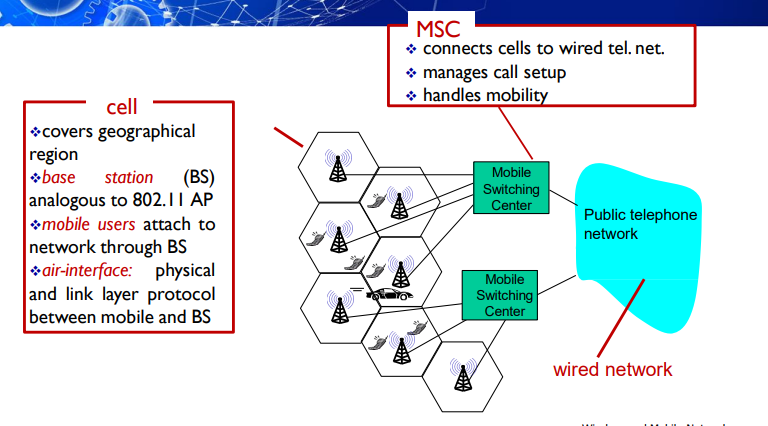 MSC
❖ connects cells to wired tel. net.
❖ manages call setup
❖ handles mobility
cell
❖covers geographical
region
❖base station (BS)
analogous to 802.11 AP
❖mobile users attach to
network through BS
❖air-interface: physical
and link layer protocol
between mobile and BS
Mobile
Switching
Center
Public telephone
network
Mobile
Switching
Center
wired network